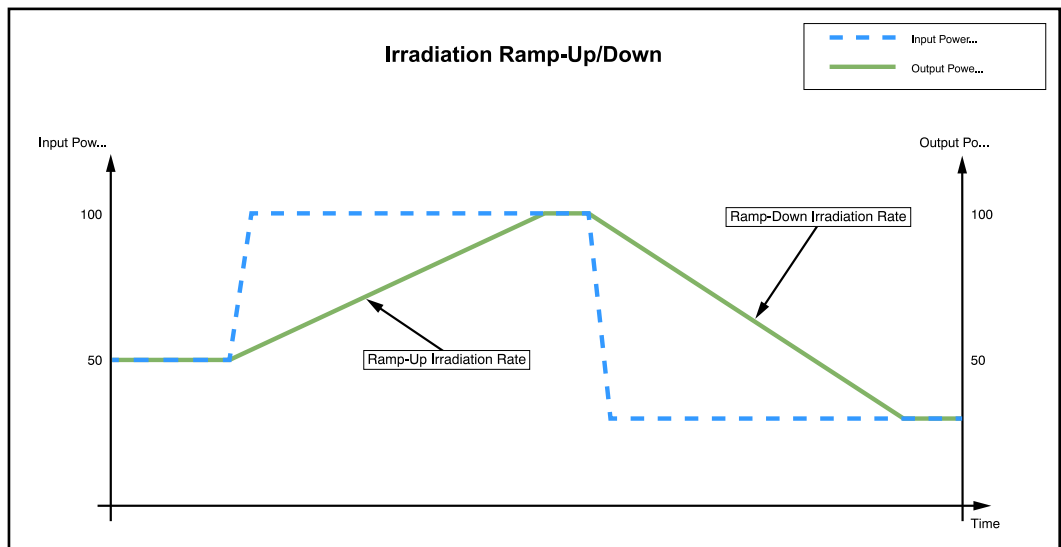 Irradiation Ramp-Up/Down
Input Power...
Output Powe...
Input Pow...
Output Po...
100
100
Ramp-Down Irradiation Rate
50
Ramp-Up Irradiation Rate
50
Time